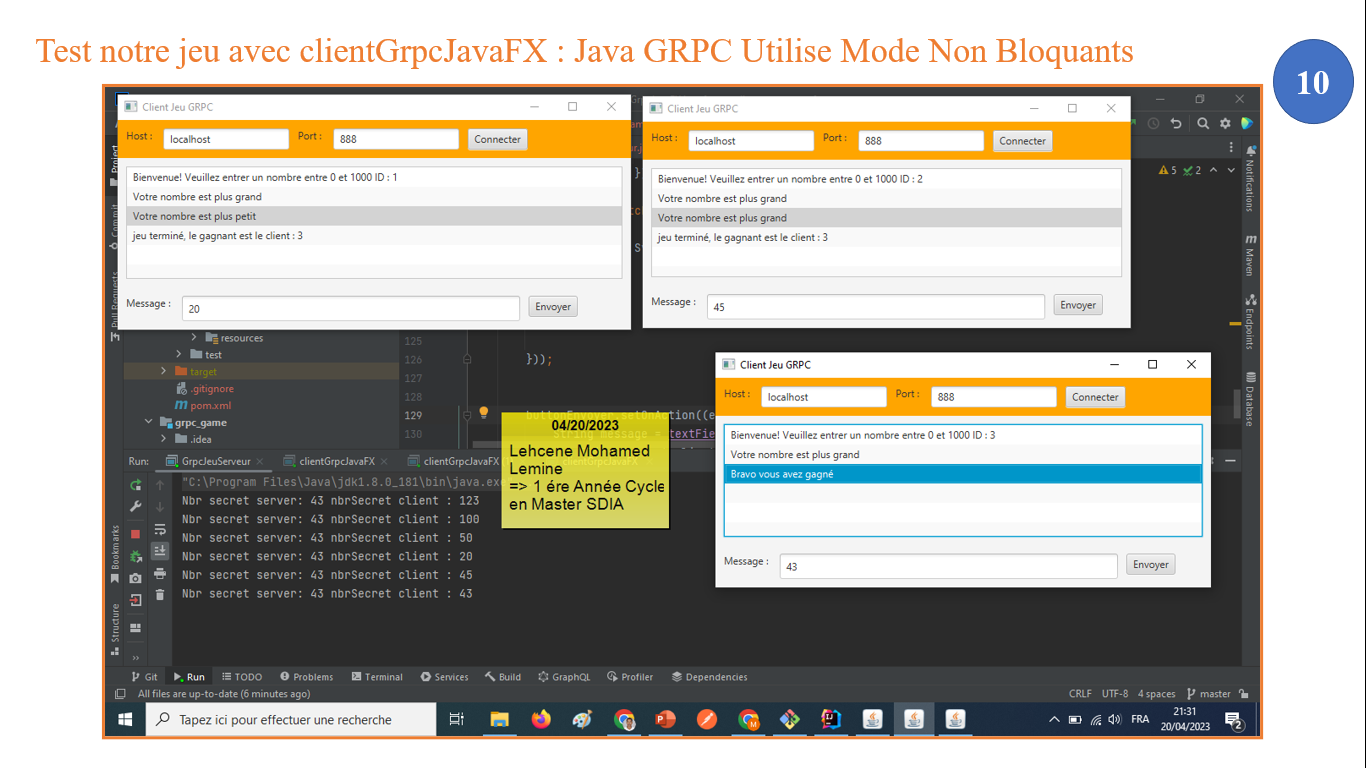 Test notre jeu avec clientGrpcJavaFX : Java GRPC Utilise Mode Non Bloquants
10
Client Jeu GRPC
Host :
localhost
Port :
888
Connecter
Bienvenue! Veuillez entrer un nombre entre 0 et 1000 ID : 1
Votre nombre est plus grand
Votre nombre est plus petit
jeu terminé, le gagnant est le client : 3
Message :
20
Envoyer
Client Jeu GRPC
Host :
localhost
Port :
888
Connecter
Bienvenue! Veuillez entrer un nombre entre 0 et 1000 ID : 2
Votre nombre est plus grand
Votre nombre est plus grand
jeu terminé, le gagnant est le client : 3
Message :
45
Envoyer
5 2
Notifications
Maven
Endpoints
Database
Project
Commit
Pull Requests
resources
test
target
.gitignore
pom.xml
grpc_game
.idea
125
126
127
128
129
130
}));
buttonEnvoyer.setOnAction((e
String message = textFie
Client Jeu GRPC
Host :
localhost
Port :
888
Connecter
Bienvenue! Veuillez entrer un nombre entre 0 et 1000 ID : 3
Votre nombre est plus grand
Bravo vous avez gagné
Message :
43
Envoyer
04/20/2023
Lehcene Mohamed
Lemine
=> 1 ére Année Cycle
en Master SDIA
Run:
GrpcJeuServeur
clientGrpcJavaFX
clientGrpcJavaFX
"C:\Program Files\Java\jdk1.8.0_181\bin\java.ex
Nbr secret server: 43 nbrSecret client : 123
Nbr secret server: 43 nbrSecret client : 100
Nbr secret server: 43 nbrSecret client : 50
Nbr secret server: 43 nbrSecret client : 20
Nbr secret server: 43 nbrSecret client : 45
Nbr secret server: 43 nbrSecret client : 43
Bookmarks
Structure
Git
Run
TODO
Problems
Terminal
Services
Build
GraphQL
Profiler
Dependencies
All files are up-to-date (6 minutes ago)
CRLF UTF-8 4 spaces master
Tapez ici pour effectuer une recherche
FRA
21:31
20/04/2023
2